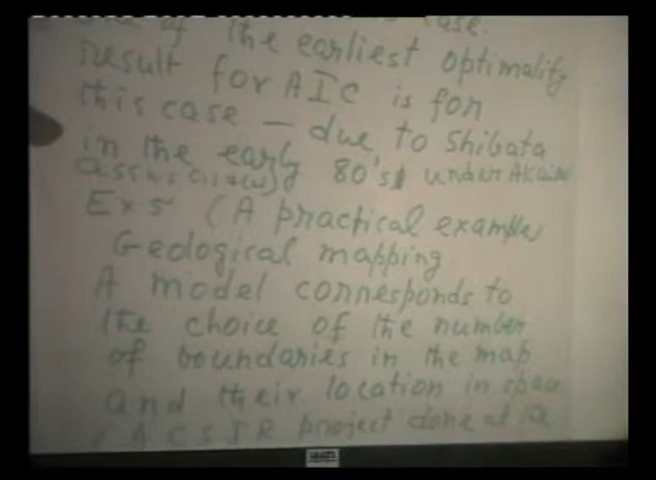 of the earliest optimality
result for AIC is for
this case — due to Shibata
in the early 80's under
Ex 5 (A practical example
Geological mapping
A model corresponds to
the choice of the number
of boundaries in the map
and their location in space
(A CSIR project done at